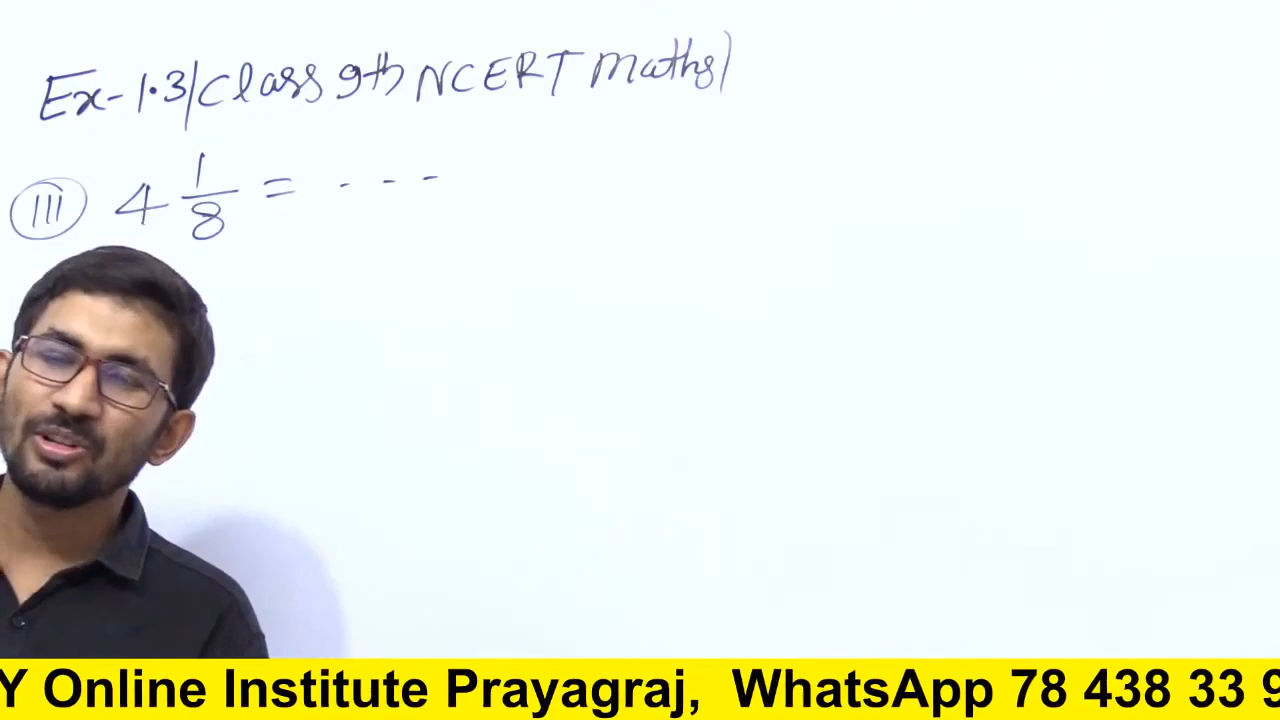 Ex-1.3/Class 9th NCERT Maths)
III 4 1/8 = ...
Y Online Institute Prayagraj, WhatsApp 78 438 33 9